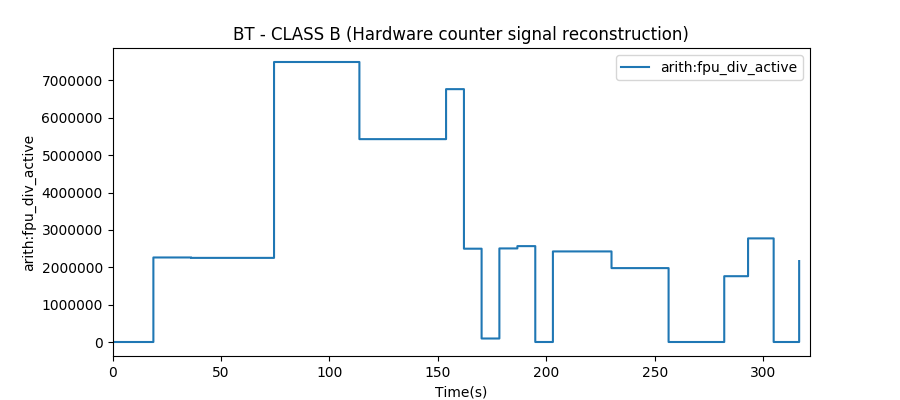 BT - CLASS B (Hardware counter signal reconstruction)
arith:fpu_div_active
arith:fpu_div_active
7000000
6000000
5000000
4000000
3000000
2000000
1000000
0
0 50 100 150 200 250 300
Time(s)